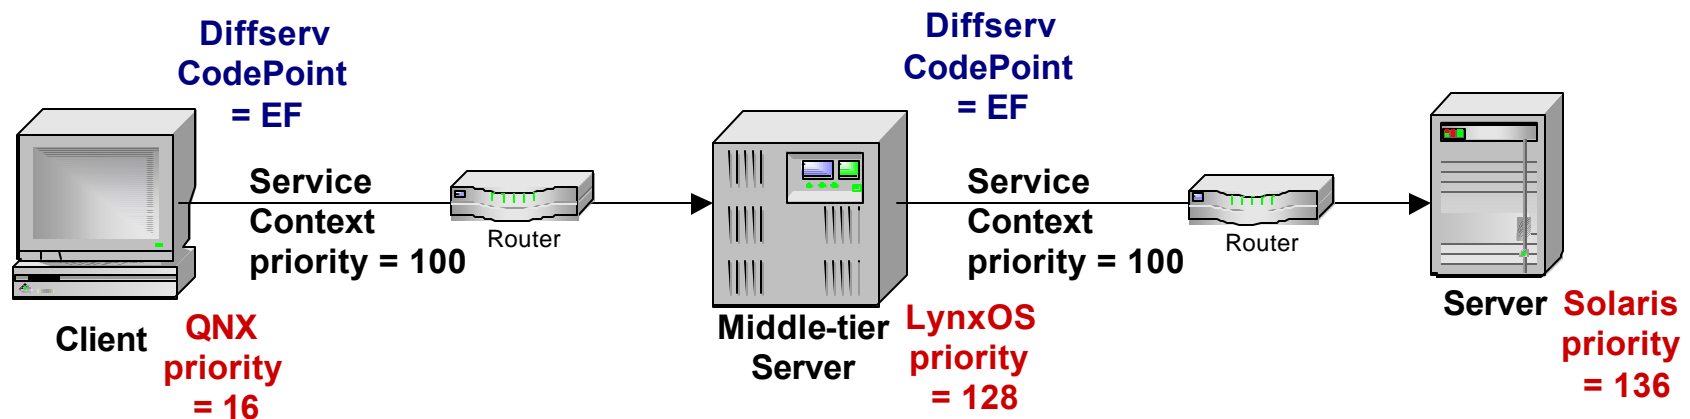 Diffserv
CodePoint
= EF
Diffserv
CodePoint
= EF
Service
Context
priority = 100
Router
Service
Context
priority = 100
Router
Client
QNX
priority
= 16
Middle-tier
Server
LynxOS
priority
= 128
Server
Solaris
priority
= 136